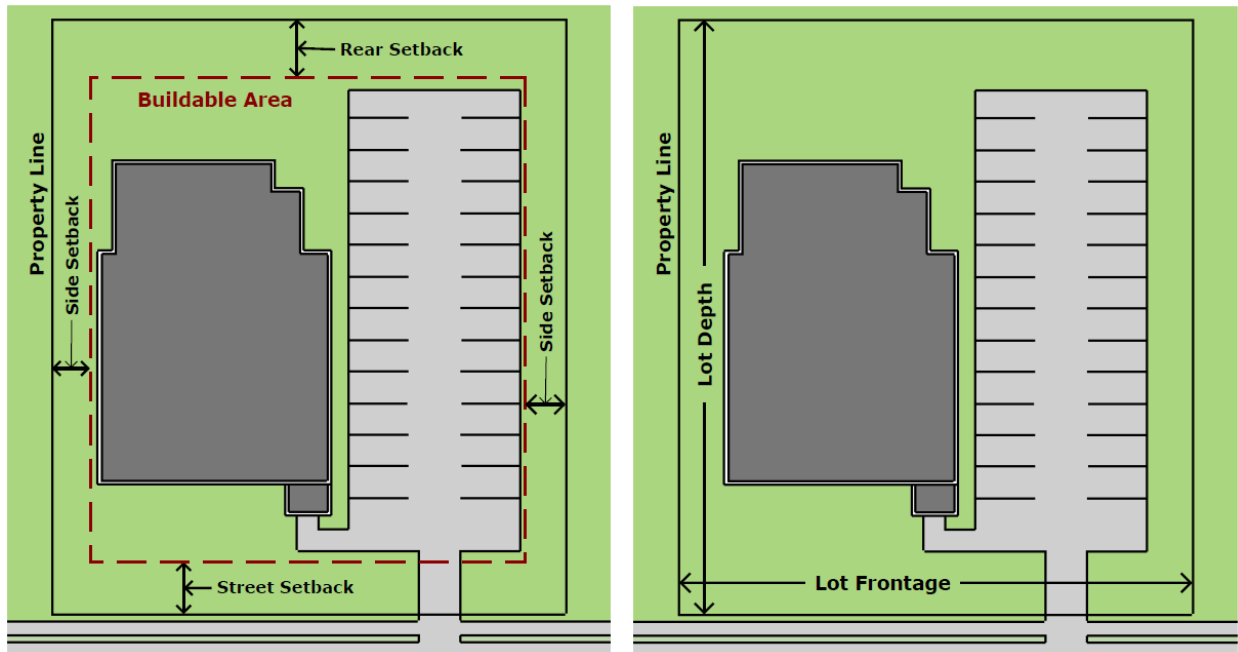 Rear Setback
Buildable Area
Property Line
Side Setback
Side Setback
Street Setback
Property Line
Lot Depth
Lot Frontage